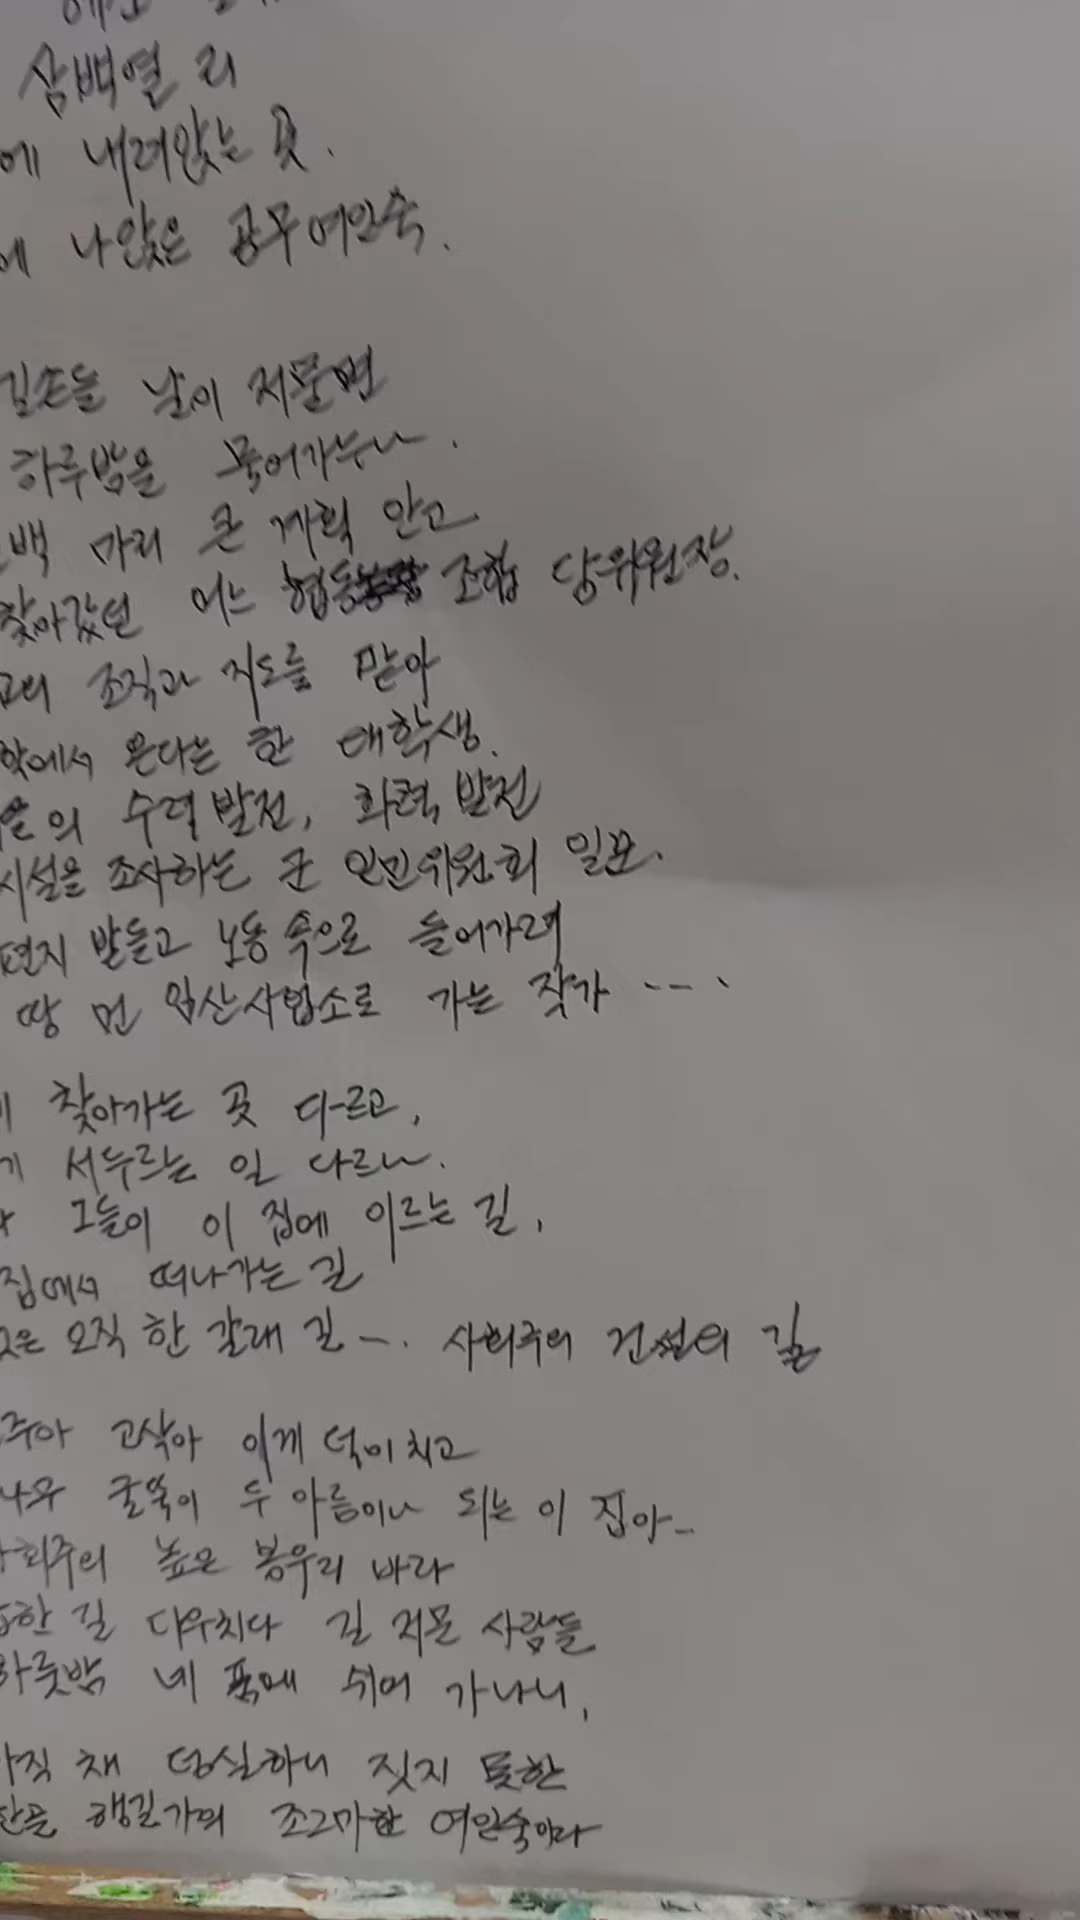 삼백열 리
에 내려앉는 곳.
에 나앉은 공무여인숙.
길손들 날이 저물면
하루밤을 묵어가누나.
백 마리 큰 계획 안고
찾아갔던 어느 협동 조합 당위원장.
조직과 지도를 맡아
학에서 온다는 한 대학생.
의 수력 발전, 화력 발전
시설을 조사하는 군 인민위원회 일꾼.
편지 받들고 노동 속으로 들어가려
땅 먼 임산사업소로 가는 작가 ----
찾아가는 곳 다르고,
서두르는 일 다르나.
그들이 이 집에 이르는 길,
집에서 떠나가는 길
오직 한 갈래 길 -. 사회주의 건설의 길
주아 고삭아 이게 덕이 치고
나무 굴뚝이 두 아름이나 되는 이 집아-
회주의 높은 봉우리 바라
한 길 다우치다 길 저문 사람들
하룻밤 네 품에 쉬어 가나니,
아직 채 덩실하니 짓지 못한
행길가의 조그마한 여인숙이라